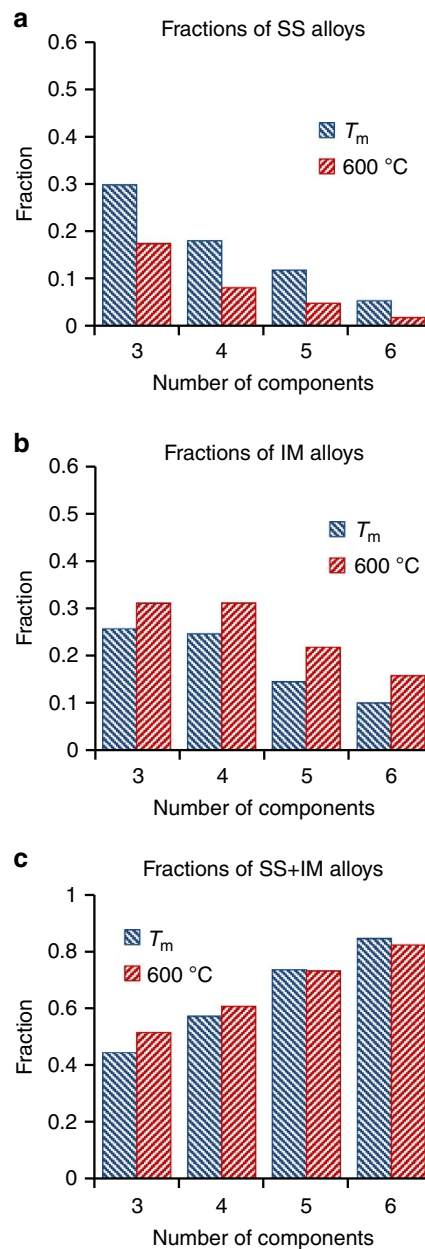 a
Fractions of SS alloys
0.6
0.5
0.4
0.3
0.2
0.1
0
Fraction
Tm
600 °C
3 4 5 6
Number of components
b
Fractions of IM alloys
0.6
0.5
0.4
0.3
0.2
0.1
0
Fraction
Tm
600 °C
3 4 5 6
Number of components
c
Fractions of SS+IM alloys
1
0.8
0.6
0.4
0.2
0
Fraction
Tm
600 °C
3 4 5 6
Number of components